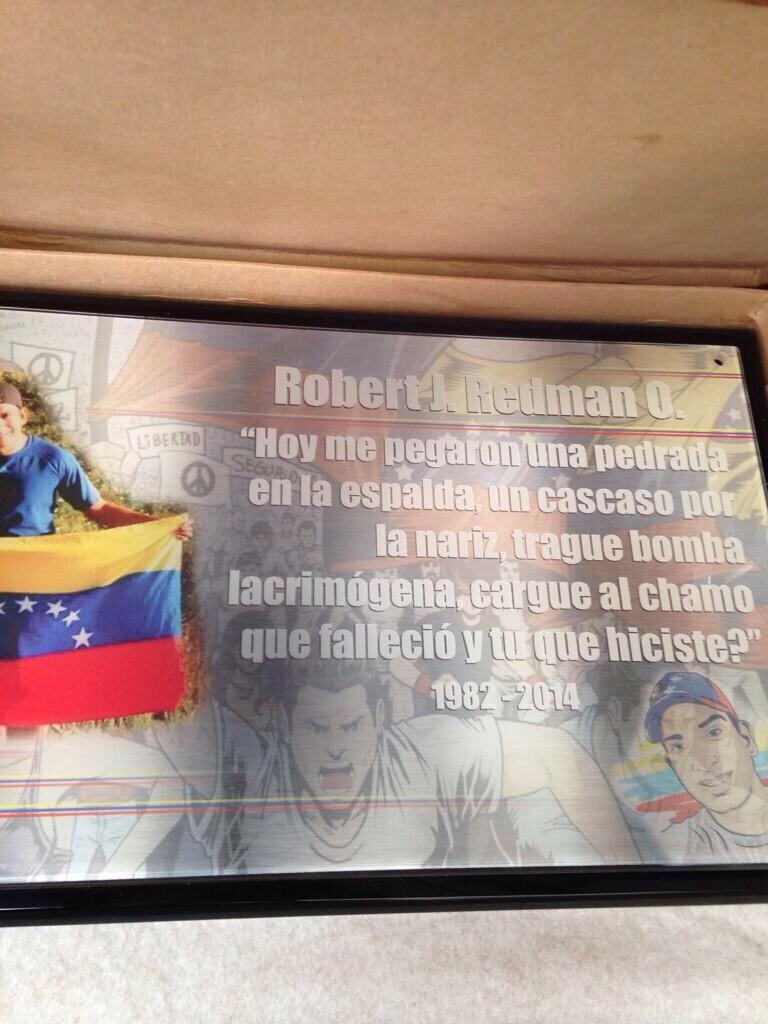 Robert J. Redman O.
"Hoy me pegaron una pedrada
en la espalda, un cascaso por
la nariz, trague bomba
lacrimógena, cargue al chamo
que falleció y tu que hiciste?"
1982 - 2014
LIBERTAD